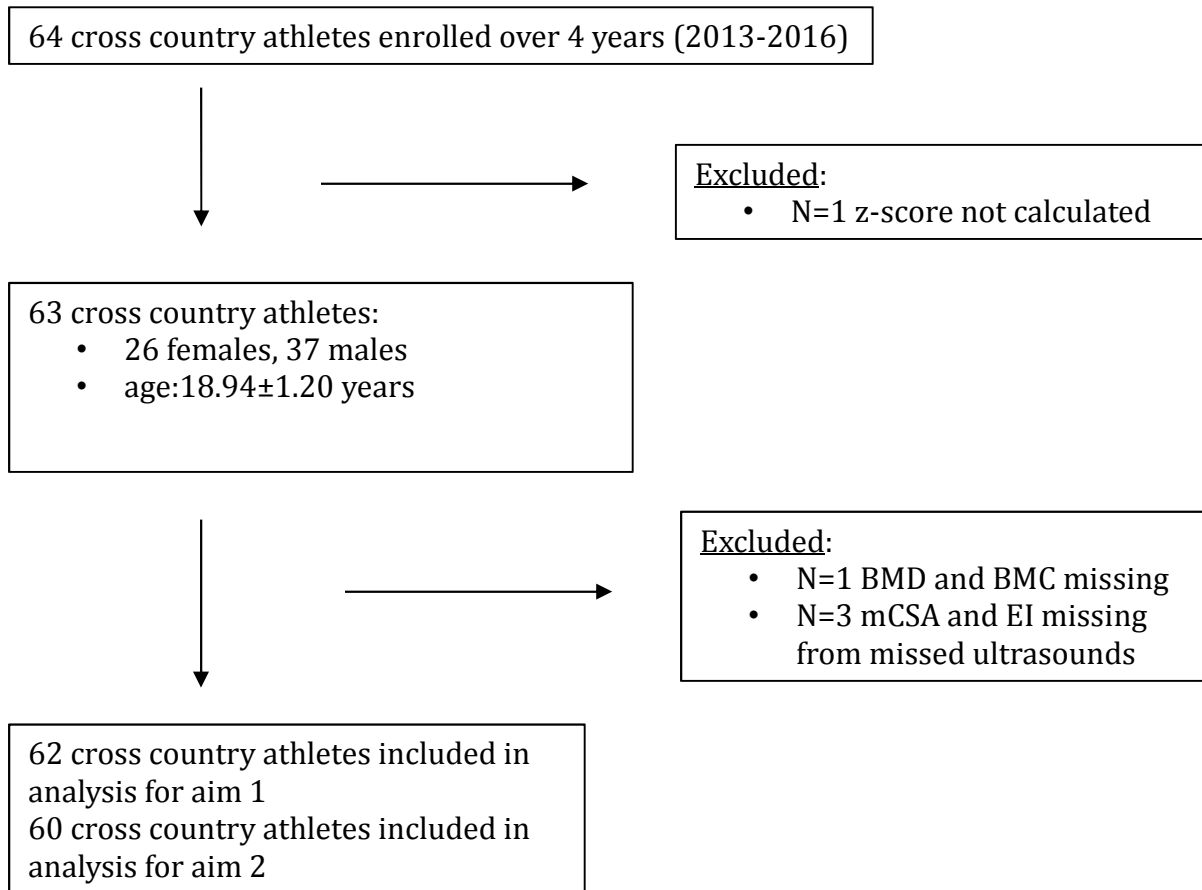 64 cross country athletes enrolled over 4 years (2013-2016)
Excluded:
• N=1 z-score not calculated
63 cross country athletes:
• 26 females, 37 males
• age:18.94±1.20 years
Excluded:
• N=1 BMD and BMC missing
• N=3 mCSA and EI missing
from missed ultrasounds
62 cross country athletes included in
analysis for aim 1
60 cross country athletes included in
analysis for aim 2